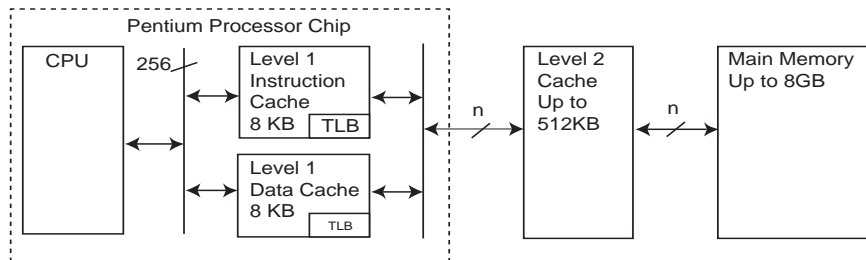 Pentium Processor Chip
CPU
256
Level 1
Instruction
Cache
8 KB
TLB
Level 1
Data Cache
8 KB
TLB
n
Level 2
Cache
Up to
512KB
n
Main Memory
Up to 8GB